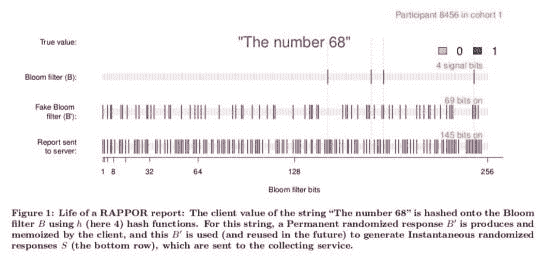 Participant 8456 in cohort 1
True value:
"The number 68"
0 1
4 signal bits
Bloom filter (B):
69 bits on
Fake Bloom
filter (B'):
145 bits on
Report sent
to server:
1 8 32 64 128 256
Bloom filter bits
Figure 1: Life of a RAPPOR report: The client value of the string “The number 68” is hashed onto the Bloom
filter B using h (here 4) hash functions. For this string, a Permanent randomized response B′ is produces and
memoized by the client, and this B′ is used (and reused in the future) to generate Instantaneous randomized
responses S (the bottom row), which are sent to the collecting service.